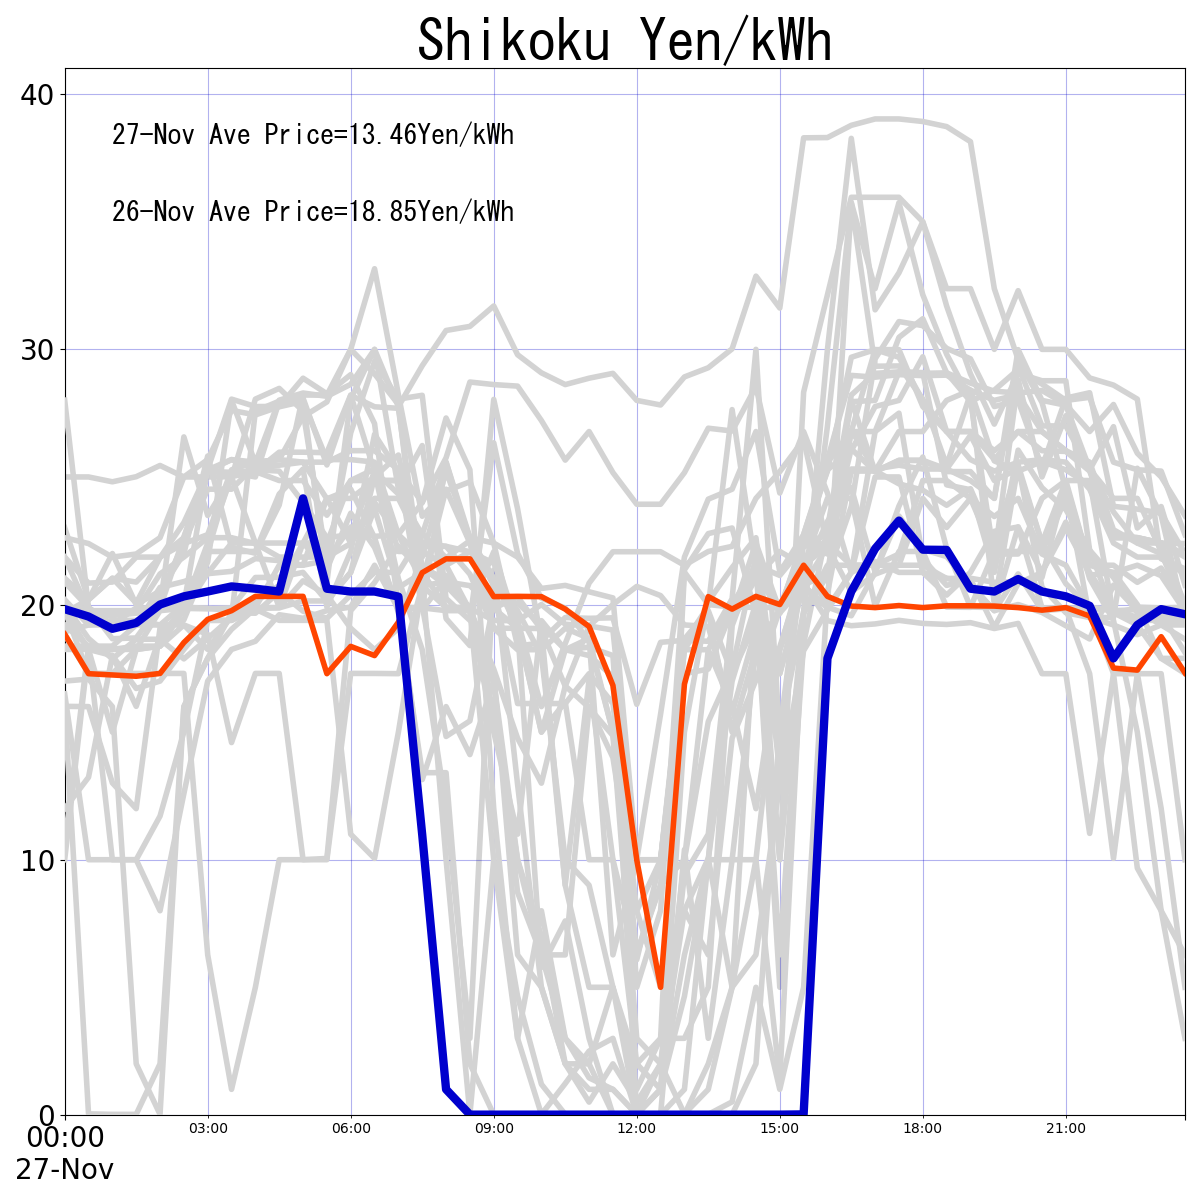 Shikoku Yen/kWh
40
27-Nov Ave Price=13.46Yen/kWh
26-Nov Ave Price=18.85Yen/kWh
30
20
10
0
00:00 03:00 06:00 09:00 12:00 15:00 18:00 21:00
27-Nov